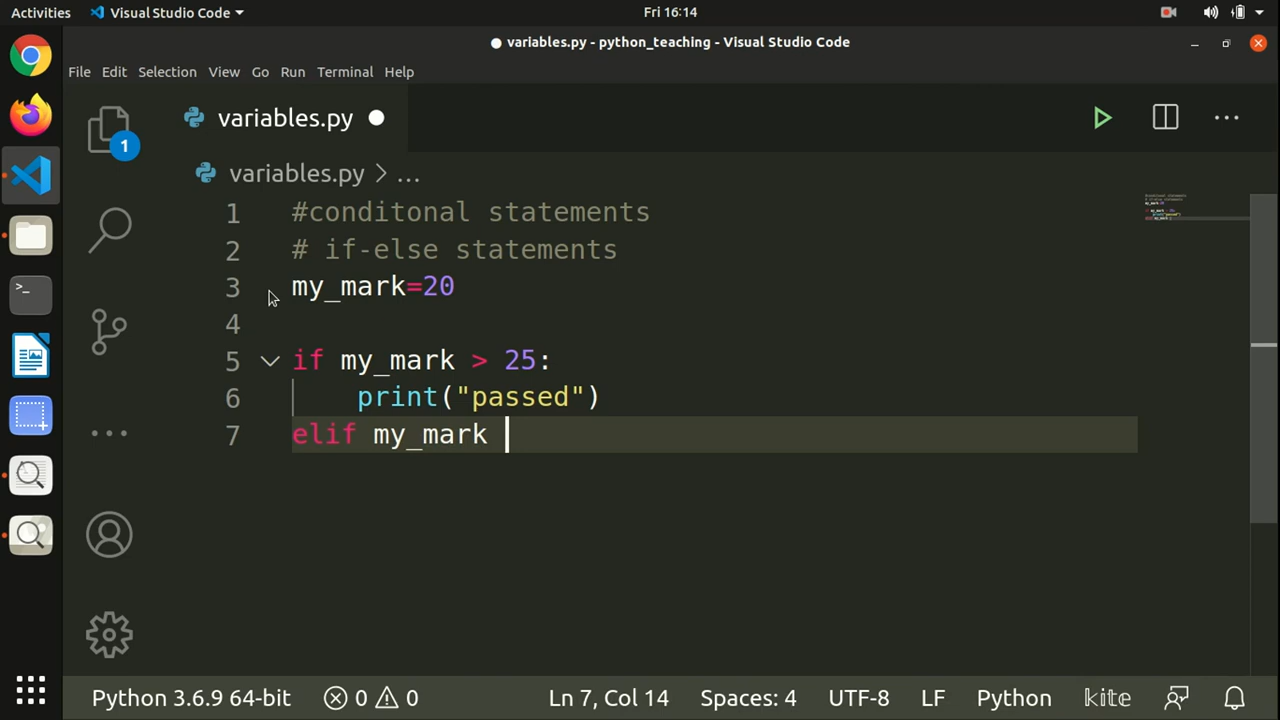 Activities Visual Studio Code Fri 16:14
variables.py - python_teaching - Visual Studio Code
File Edit Selection View Go Run Terminal Help
1 variables.py
variables.py > ...
1 #conditonal statements
2 # if-else statements
3 my_mark=20
4
5 if my_mark > 25:
6 print("passed")
7 elif my_mark
Python 3.6.9 64-bit 0 0 Ln 7, Col 14 Spaces: 4 UTF-8 LF Python kite